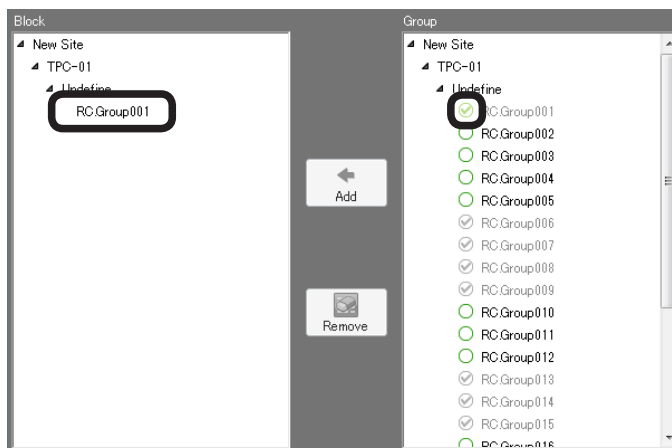 Block
New Site
TPC-01
Undefine
RC.Group001
Add
Remove
Group
New Site
TPC-01
Undefine
RC.Group001
RC.Group002
RC.Group003
RC.Group004
RC.Group005
RC.Group006
RC.Group007
RC.Group008
RC.Group009
RC.Group010
RC.Group011
RC.Group012
RC.Group013
RC.Group014
RC.Group015
RC.Group016